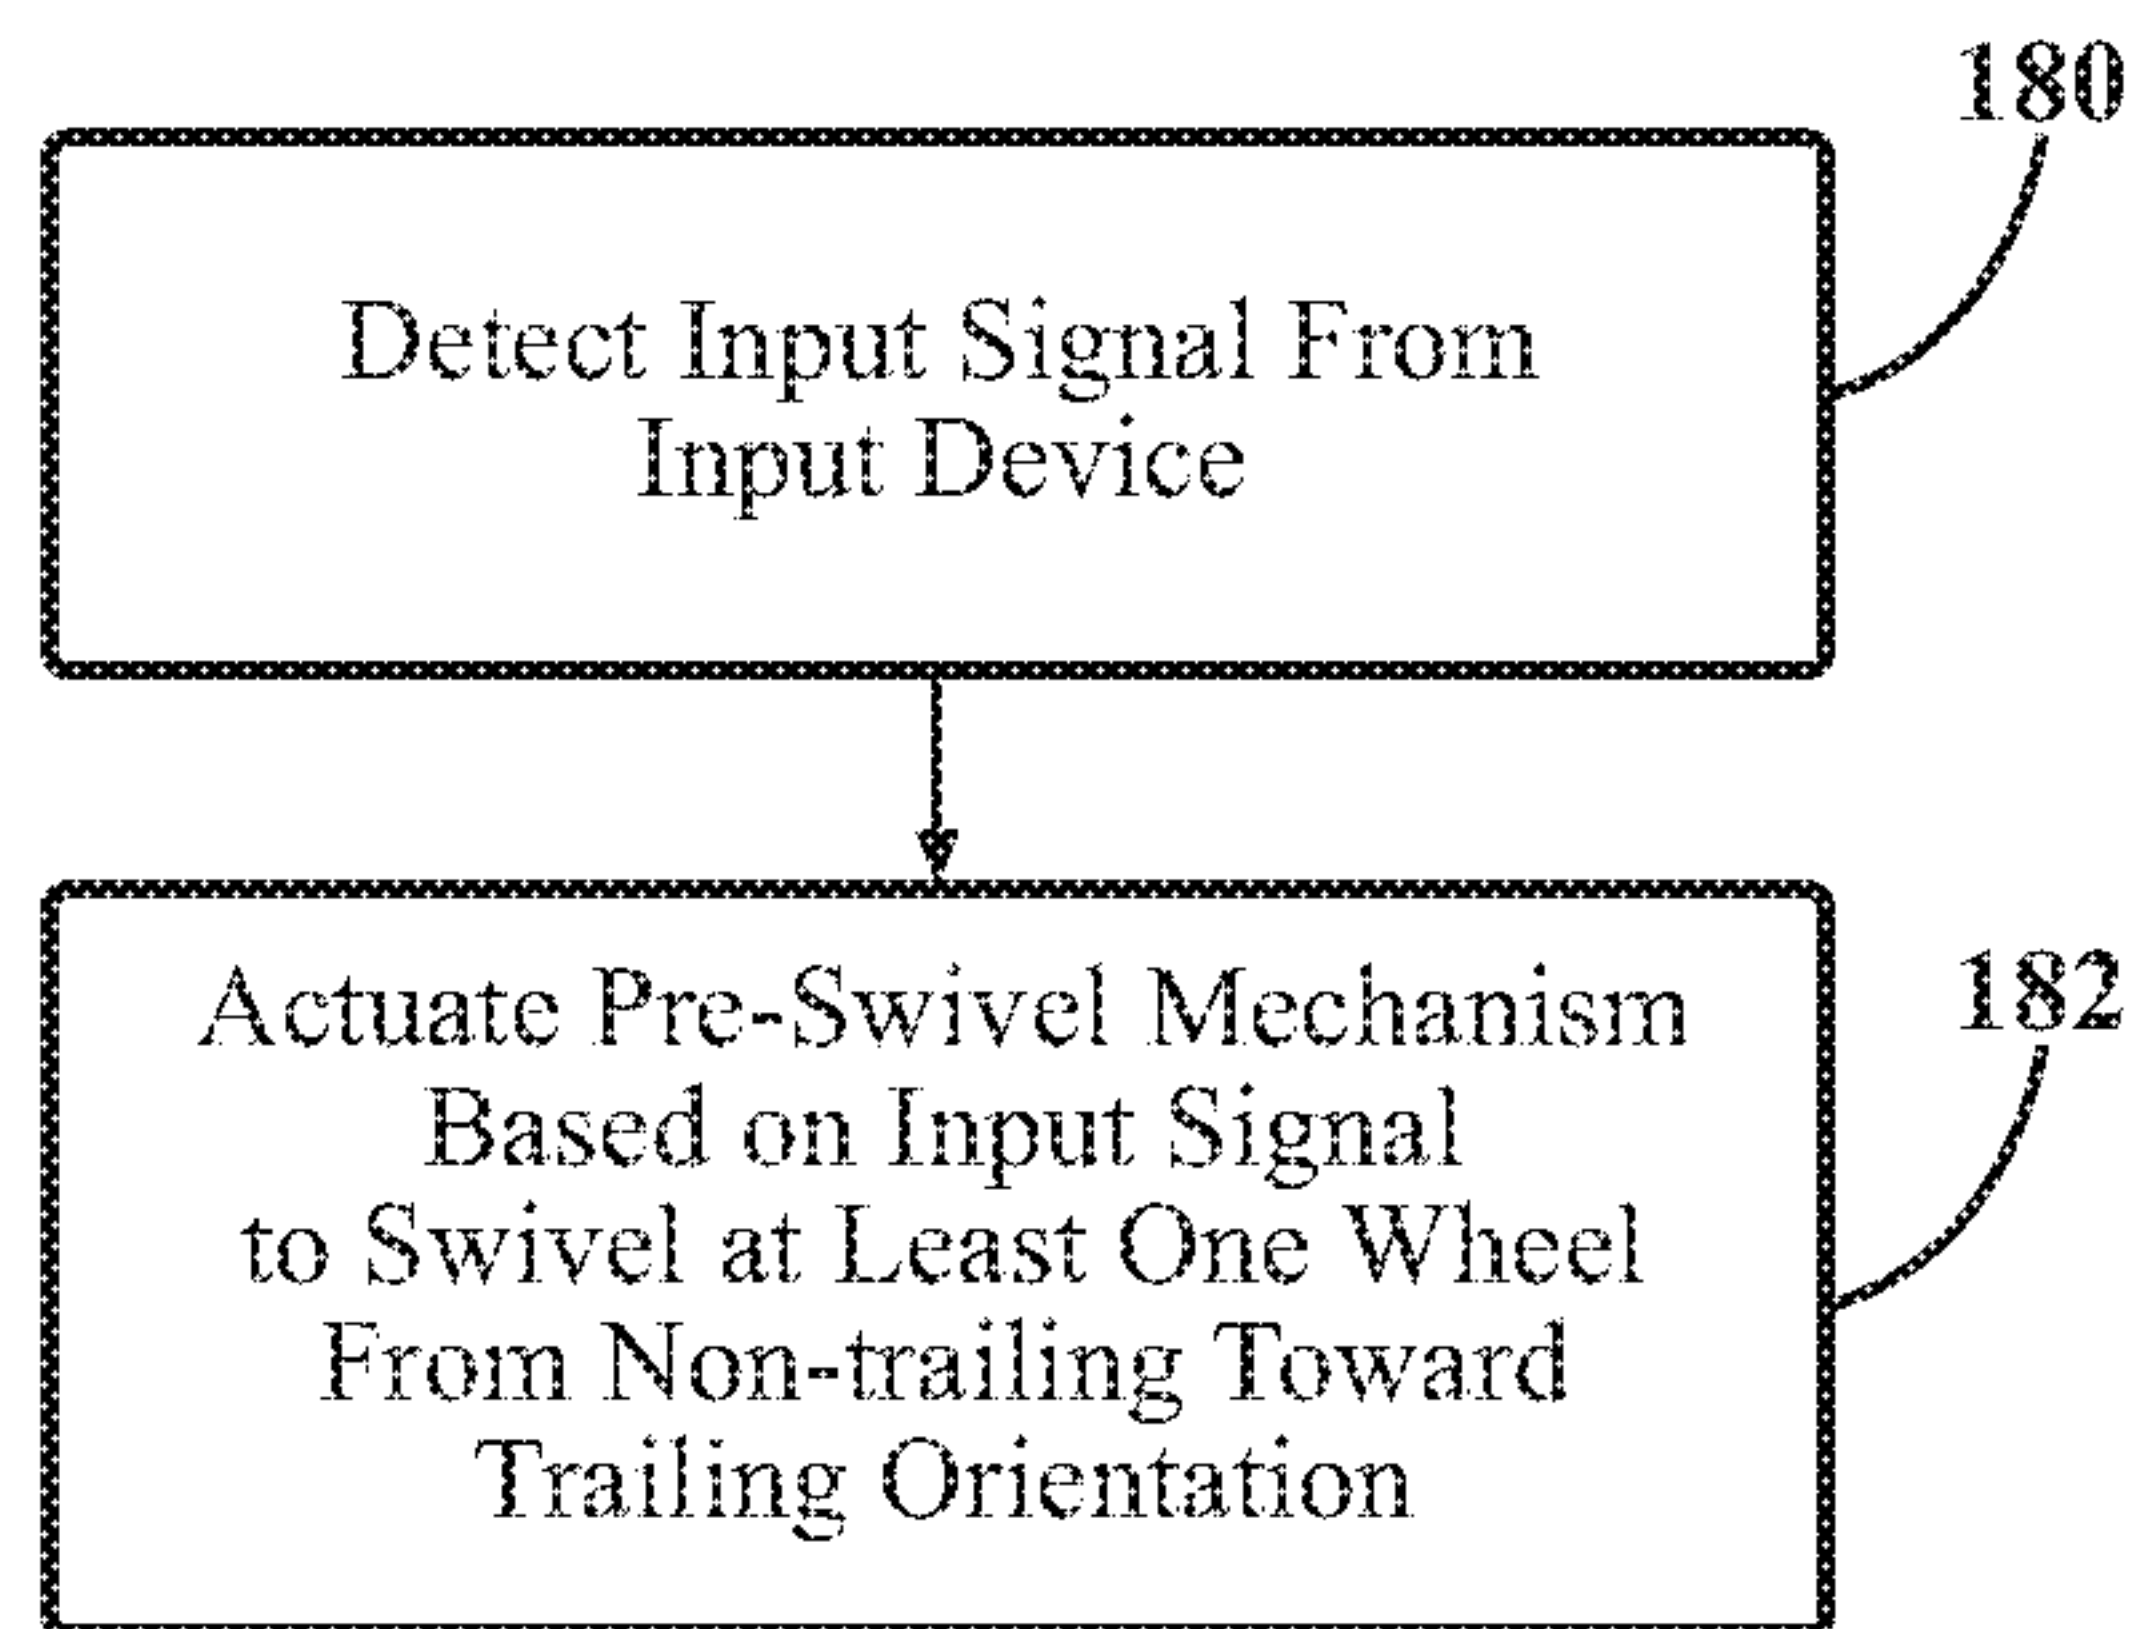 180
Detect Input Signal From
Input Device
182
Actuate Pre-Swivel Mechanism
Based on Input Signal
to Swivel at Least One Wheel
From Non-trailing Toward
Trailing Orientation